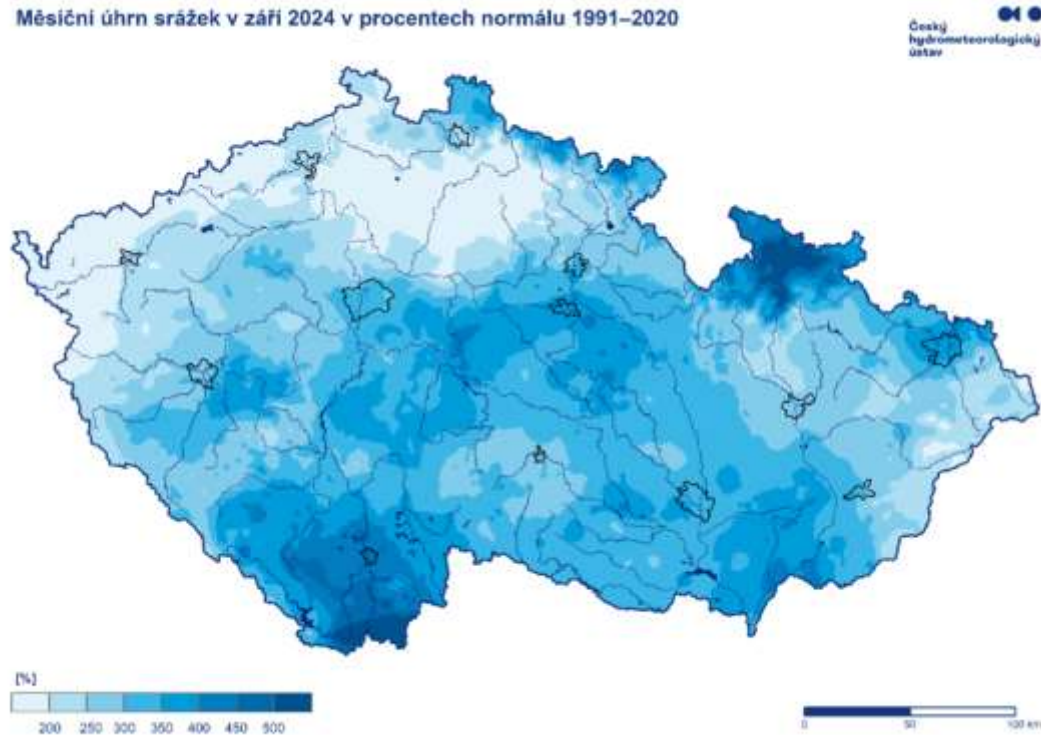 Měsíční úhrn srážek v září 2024 v procentech normálu 1991–2020
Český
hydrometeorologický
ústav
[%]
200 250 300 350 400 450 500
0 50 100 km